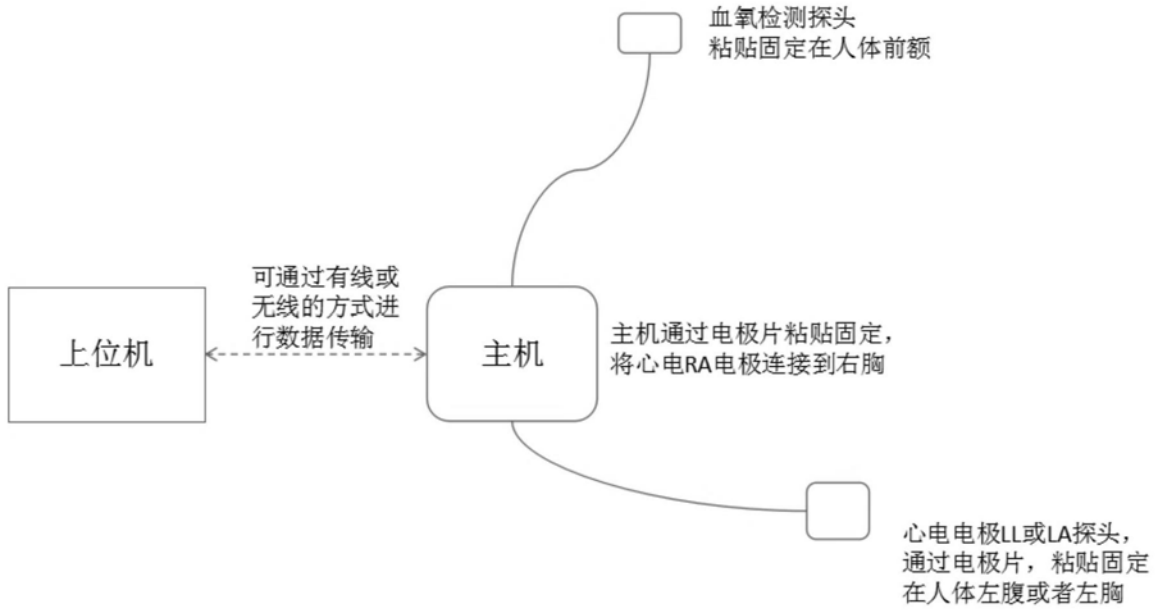 血氧检测探头
粘贴固定在人体前额
可通过有线或
无线的方式进
行数据传输
上位机
主机
主机通过电极片粘贴固定，
将心电RA电极连接到右胸
心电电极LL或LA探头，
通过电极片，粘贴固定
在人体左腹或者左胸